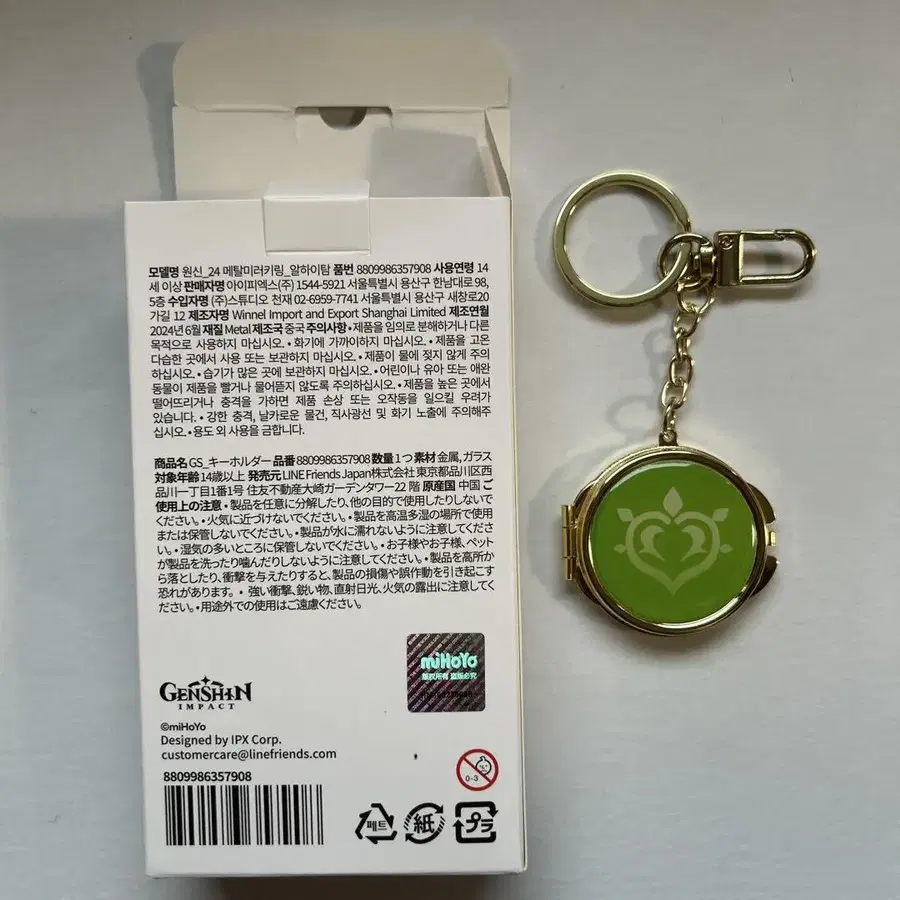 모델명 원신_24 메탈미러키링_알하이탐 품번 8809986357908 사용연령 14
세 이상 판매자명 아이피엑스(주) 1544-5921 서울특별시 용산구 한남대로 98,
5층 수입자명 (주)스튜디오 천재 02-6959-7741 서울특별시 용산구 새창로20
가길 12 제조자명 Winnel Import and Export Shanghai Limited 제조연월
2024년 6월 재질 Metal 제조국 중국 주의사항 • 제품을 임의로 분해하거나 다른
목적으로 사용하지 마십시오. • 화기에 가까이하지 마십시오. • 제품을 고온
다습한 곳에서 사용 또는 보관하지 마십시오. • 제품이 물에 젖지 않게 주의
하십시오. • 습기가 많은 곳에 보관하지 마십시오. • 어린이나 유아 또는 애완
동물이 제품을 빨거나 물어뜯지 않도록 주의하십시오. • 제품을 높은 곳에서
떨어뜨리거나 충격을 가하면 제품 손상 또는 오작동을 일으킬 우려가
있습니다. • 강한 충격, 날카로운 물건, 직사광선 및 화기 노출에 주의해주
십시오. • 용도 외 사용을 금합니다.
商品名 GS_キーホルダー 品番 8809986357908 数量 1つ 素材 金属, ガラス
対象年齢 14歳以上 発売元 LINE Friends Japan株式会社 東京都品川区西
品川一丁目1番1号 住友不動産大崎ガーデンタワー22 階 原産国 中国 ご
使用上の注意 • 製品を任意に分解したり、他の目的で使用したりしないで
ください。• 火気に近づけないでください。• 製品を高温多湿の場所で使用
または保管しないでください。• 製品が水に濡れないように注意してください
。• 湿気の多いところに保管しないでください。• お子様やお子様、ペット
が製品を洗ったり噛んだりしないように注意してください。• 製品を高所か
ら落としたり、衝撃を与えたりすると、製品の損傷や誤作動を引き起こす
恐れがあります。• 強い衝撃、鋭い物、直射日光、火気の露出に注意してくだ
さい。• 用途外での使用はご遠慮ください。
miHoYo
版权所有 盗版必究
GENSHIN
IMPACT
©miHoYo
Designed by IPX Corp.
customercare@linefriends.com
8809986357908
0-3
페트 紙 プラ